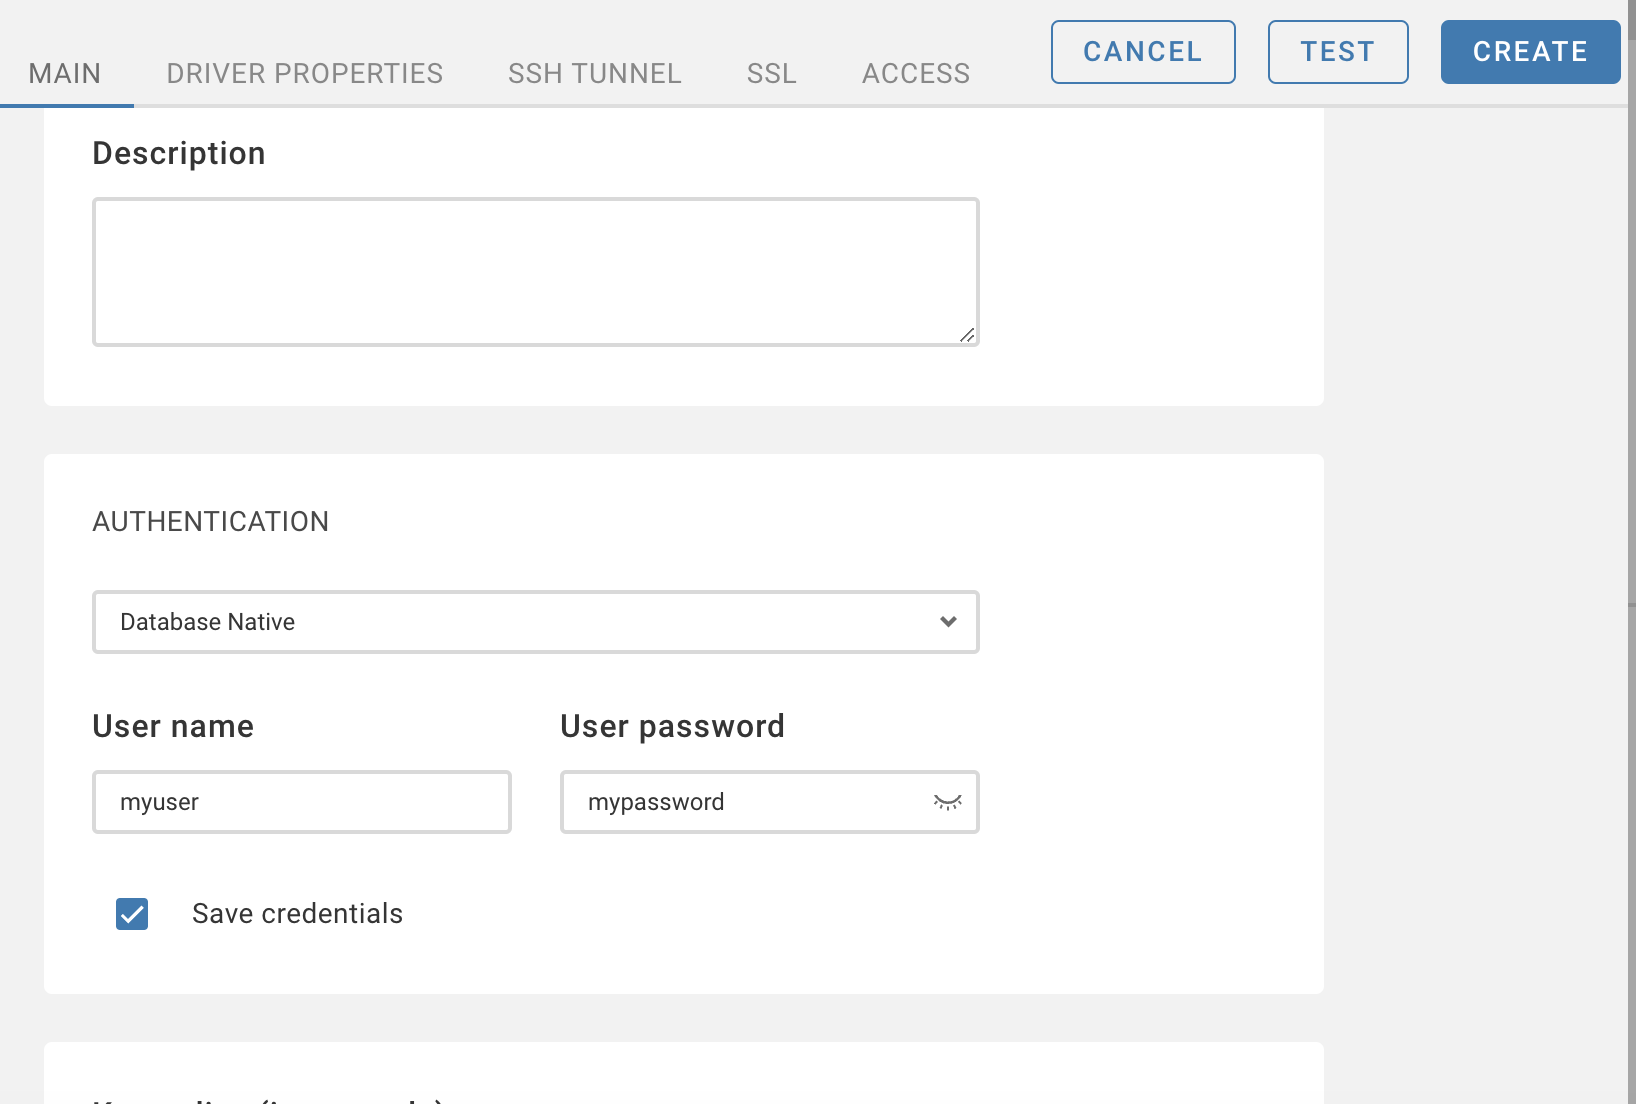 MAIN DRIVER PROPERTIES SSH TUNNEL SSL ACCESS CANCEL TEST CREATE
Description
AUTHENTICATION
Database Native
User name User password
myuser mypassword
Save credentials